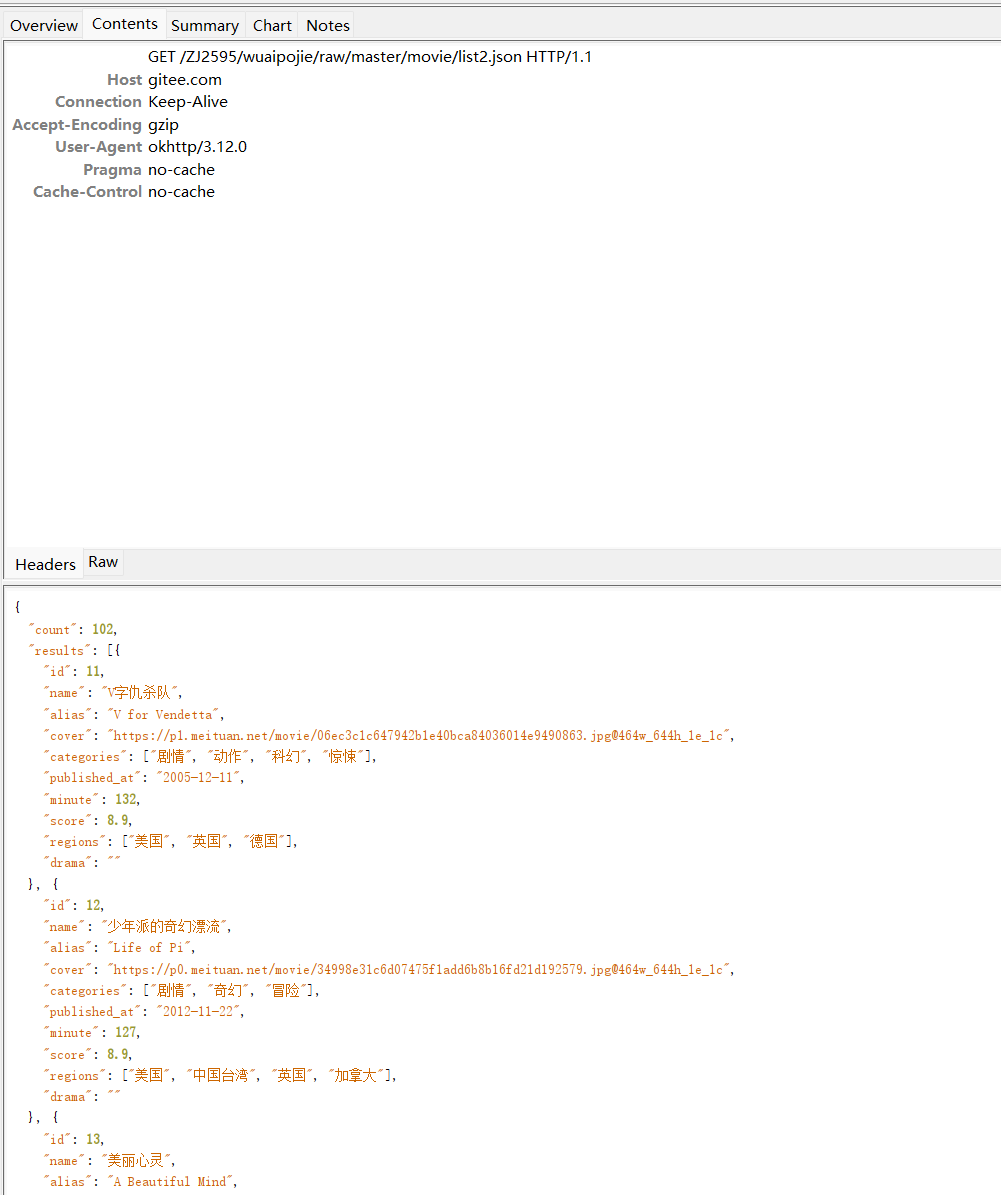 Overview Contents Summary Chart Notes
GET /ZJ2595/wuaipojie/raw/master/movie/list2.json HTTP/1.1
Host gitee.com
Connection Keep-Alive
Accept-Encoding gzip
User-Agent okhttp/3.12.0
Pragma no-cache
Cache-Control no-cache
Headers Raw
{
"count": 102,
"results": [{
"id": 11,
"name": "V字仇杀队",
"alias": "V for Vendetta",
"cover": "https://p1.meituan.net/movie/06ec3c1c647942b1e40bca84036014e9490863.jpg@464w_644h_1e_1c",
"categories": ["剧情", "动作", "科幻", "惊悚"],
"published_at": "2005-12-11",
"minute": 132,
"score": 8.9,
"regions": ["美国", "英国", "德国"],
"drama": ""
}, {
"id": 12,
"name": "少年派的奇幻漂流",
"alias": "Life of Pi",
"cover": "https://p0.meituan.net/movie/34998e31c6d07475f1add6b8b16fd21d192579.jpg@464w_644h_1e_1c",
"categories": ["剧情", "奇幻", "冒险"],
"published_at": "2012-11-22",
"minute": 127,
"score": 8.9,
"regions": ["美国", "中国台湾", "英国", "加拿大"],
"drama": ""
}, {
"id": 13,
"name": "美丽心灵",
"alias": "A Beautiful Mind",